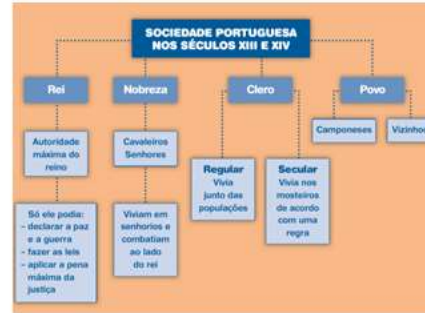 SOCIEDADE PORTUGUESA
NOS SÉCULOS XIII E XIV
Rei
Nobreza
Clero
Povo
Autoridade
máxima do
reino
Cavaleiros
Senhores
Regular
Vivia
junto das
populações
Secular
Vivia nos
mosteiros
de acordo
com uma
regra
Camponeses
Vizinhos
Só ele podia:
– declarar a paz
e a guerra
– fazer as leis
– aplicar a pena
máxima da
justiça
Viviam em
senhorios e
combatiam
ao lado
do rei